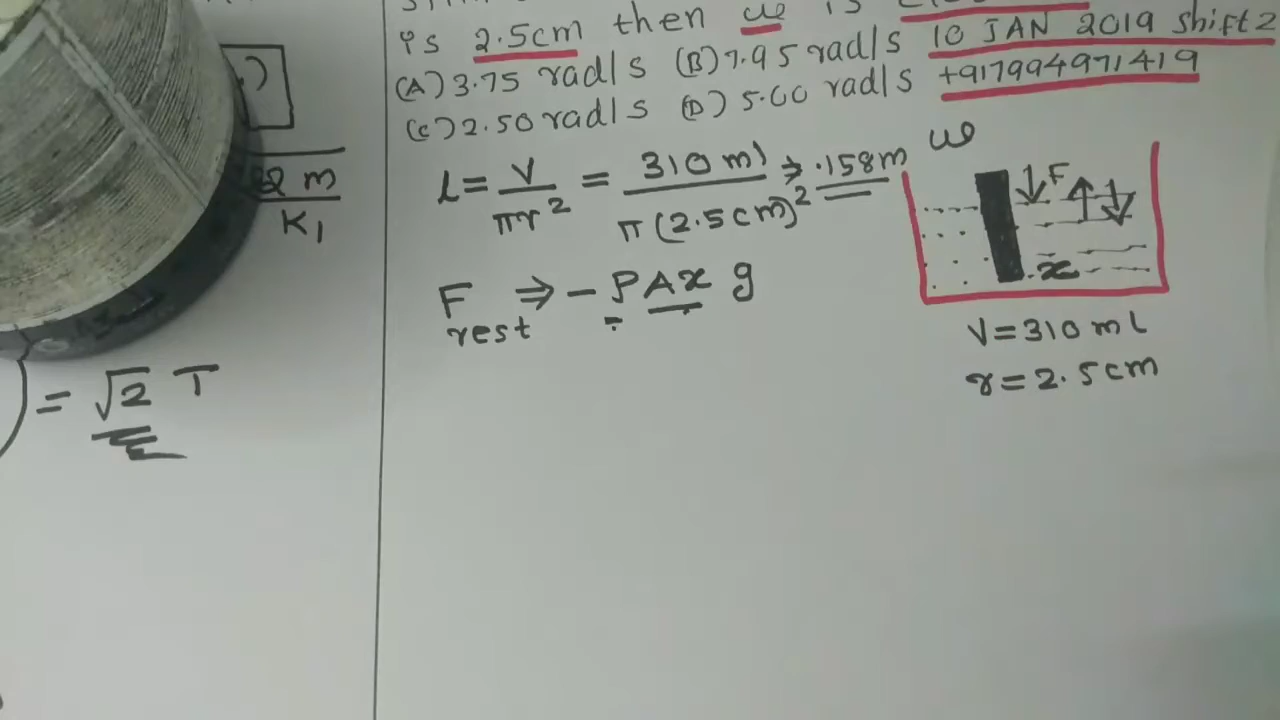 is 2.5cm then ω is
10 JAN 2019 shift 2
(A) 3.75 rad/s (B) 7.95 rad/s
+917994971419
(C) 2.50 rad/s (D) 5.00 rad/s
ω
l = V/πr² = 310 ml/π(2.5cm)² ⇒ .158m
F
x
F rest ⇒ - ρAx g
V=310 ml
r=2.5cm
)
2 m/K₁
) = √2 T